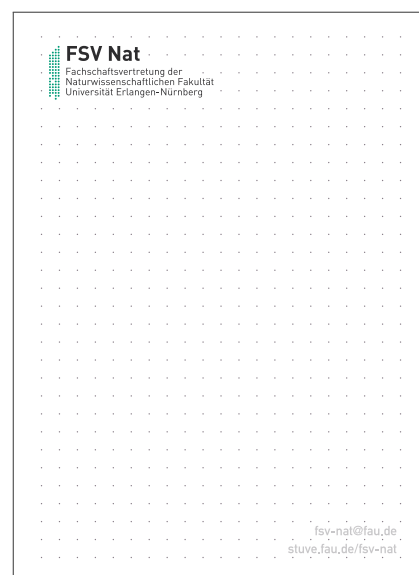 FSV Nat
Fachschaftsvertretung der
Naturwissenschaftlichen Fakultät
Universität Erlangen-Nürnberg
fsv-nat@fau.de
stuve.fau.de/fsv-nat